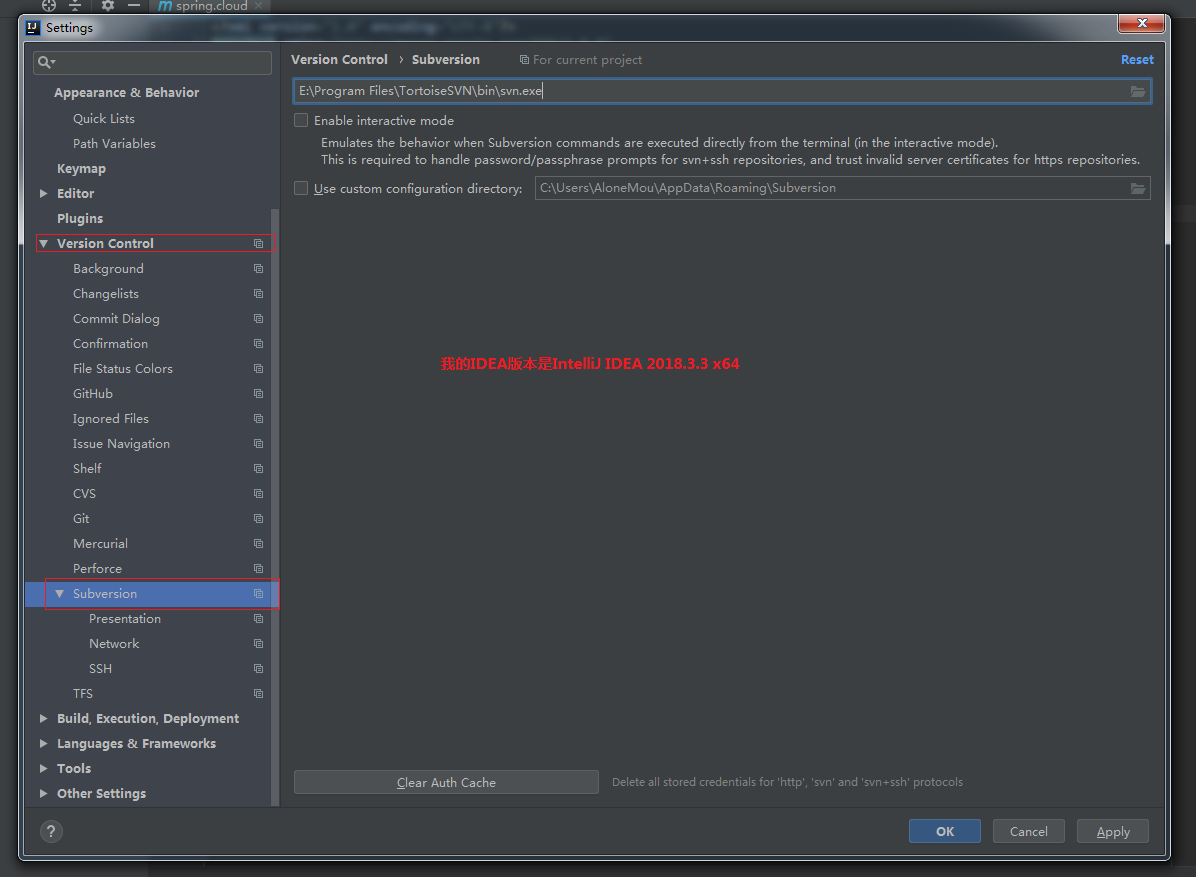 spring.cloud
Settings
Version Control › Subversion For current project Reset
E:\Program Files\TortoiseSVN\bin\svn.exe
Enable interactive mode
Emulates the behavior when Subversion commands are executed directly from the terminal (in the interactive mode).
This is required to handle password/passphrase prompts for svn+ssh repositories, and trust invalid server certificates for https repositories.
Use custom configuration directory: C:\Users\AloneMou\AppData\Roaming\Subversion
Appearance & Behavior
Quick Lists
Path Variables
Keymap
Editor
Plugins
Version Control
Background
Changelists
Commit Dialog
Confirmation
File Status Colors
GitHub
Ignored Files
Issue Navigation
Shelf
CVS
Git
Mercurial
Perforce
Subversion
Presentation
Network
SSH
TFS
Build, Execution, Deployment
Languages & Frameworks
Tools
Other Settings
我的IDEA版本是IntelliJ IDEA 2018.3.3 x64
Clear Auth Cache Delete all stored credentials for 'http', 'svn' and 'svn+ssh' protocols
? OK Cancel Apply